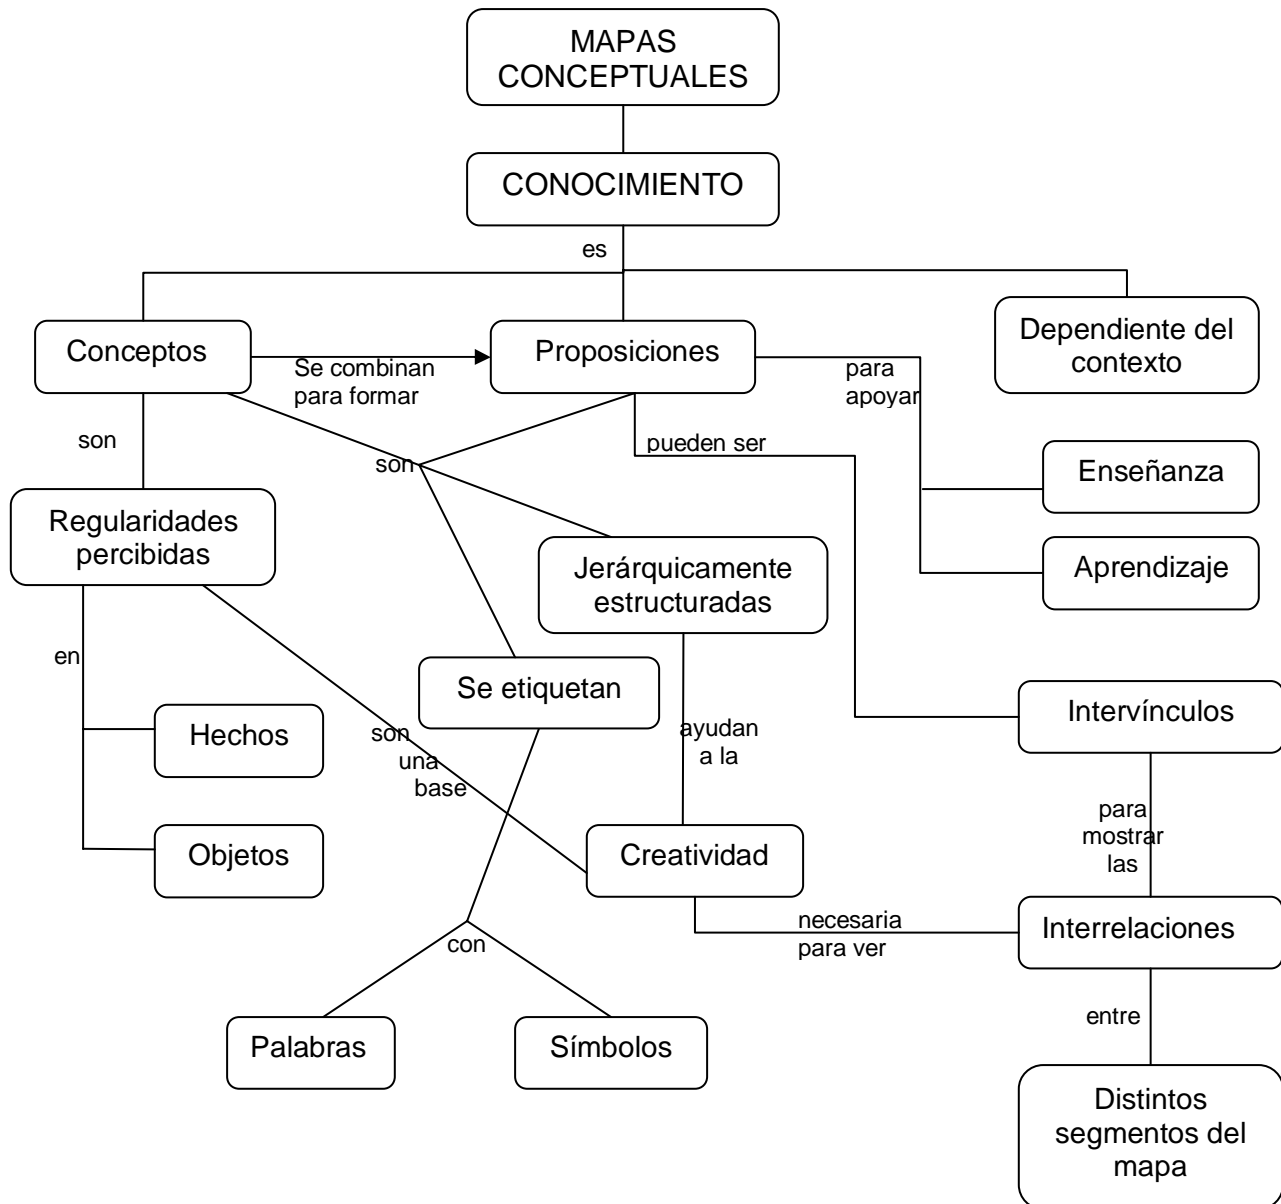 MAPAS
CONCEPTUALES
CONOCIMIENTO
es
Conceptos
Se combinan
para formar
Proposiciones
para
apoyar
Dependiente del
contexto
son
son
pueden ser
Enseñanza
Regularidades
percibidas
Jerárquicamente
estructuradas
Aprendizaje
en
Se etiquetan
Intervínculos
Hechos
son
una
base
ayudan
a la
para
mostrar
las
Objetos
Creatividad
necesaria
para ver
Interrelaciones
con
entre
Palabras
Símbolos
Distintos
segmentos del
mapa